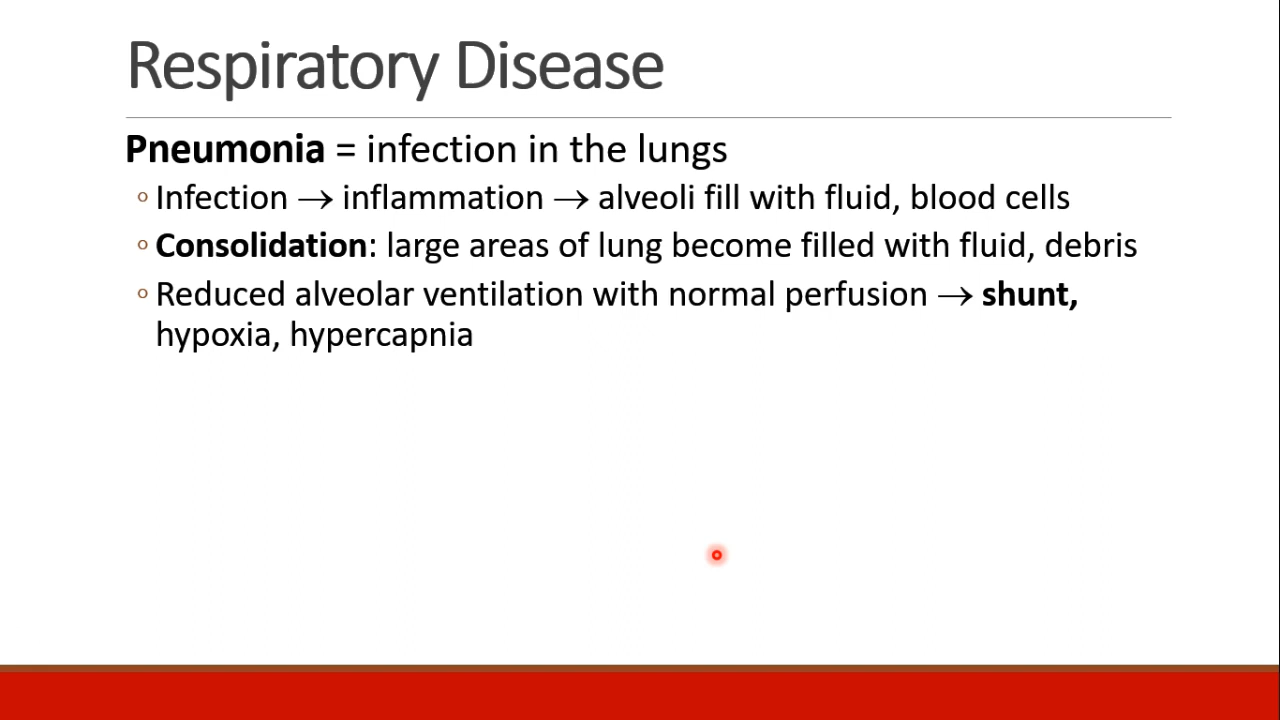 Respiratory Disease
Pneumonia = infection in the lungs
◦ Infection → inflammation → alveoli fill with fluid, blood cells
◦ Consolidation: large areas of lung become filled with fluid, debris
◦ Reduced alveolar ventilation with normal perfusion → shunt,
hypoxia, hypercapnia